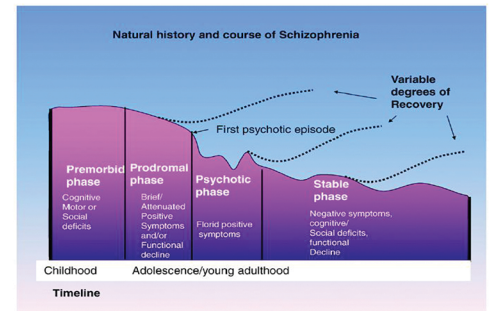 Natural history and course of Schizophrenia
Variable
degrees of
Recovery
First psychotic episode
Premorbid
phase
Cognitive
Motor or
Social
deficits
Prodromal
phase
Brief/
Attenuated
Positive
Symptoms
and/or
Functional
decline
Psychotic
phase
Florid positive
symptoms
Stable
phase
Negative symptoms,
cognitive/
Social deficits,
functional
Decline
Childhood
Adolescence/young adulthood
Timeline